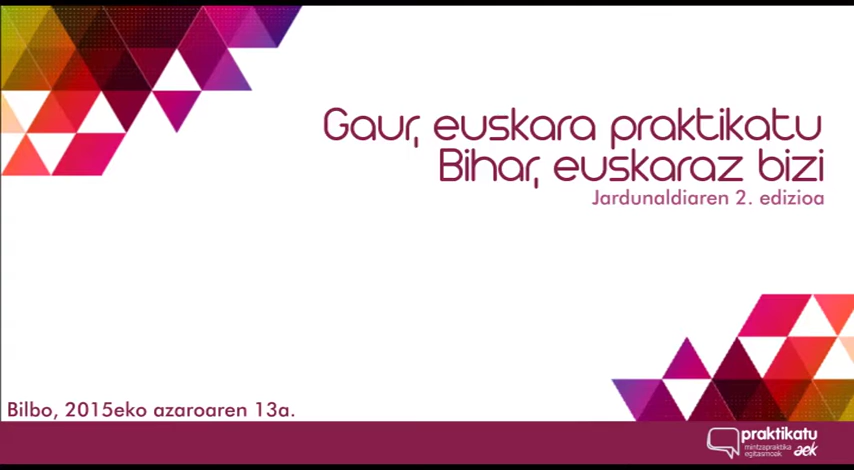 Gaur, euskara praktikatu
Bihar, euskaraz bizi
Jardunaldiaren 2. edizioa
Bilbo, 2015eko azaroaren 13a.
praktikatu
mintzapraktika
egitasmoak aek